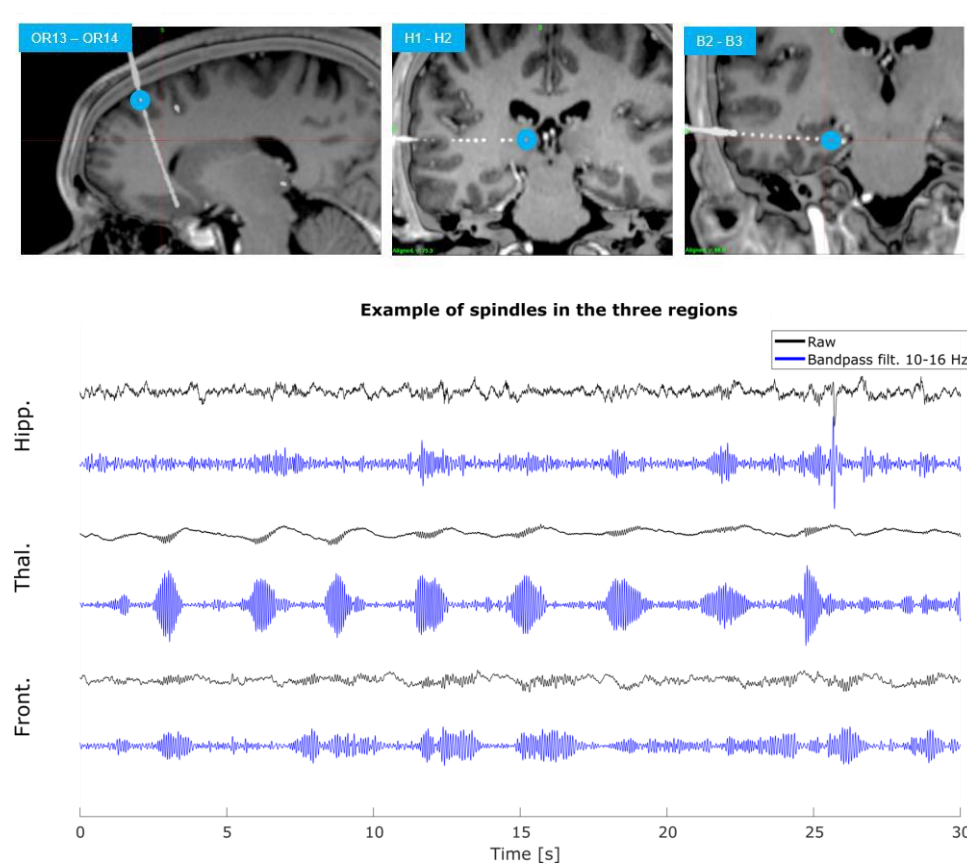 OR13 – OR14
H1 - H2
B2 - B3
Example of spindles in the three regions
Raw
Bandpass filt. 10-16 Hz
Hipp.
Thal.
Front.
0 5 10 15 20 25 30
Time [s]